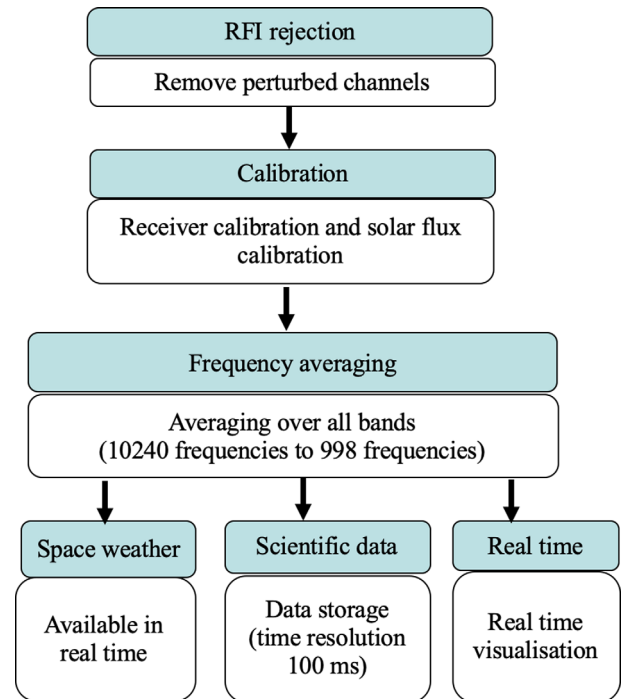 RFI rejection
Remove perturbed channels
Calibration
Receiver calibration and solar flux
calibration
Frequency averaging
Averaging over all bands
(10240 frequencies to 998 frequencies)
Space weather
Available in
real time
Scientific data
Data storage
(time resolution
100 ms)
Real time
Real time
visualisation